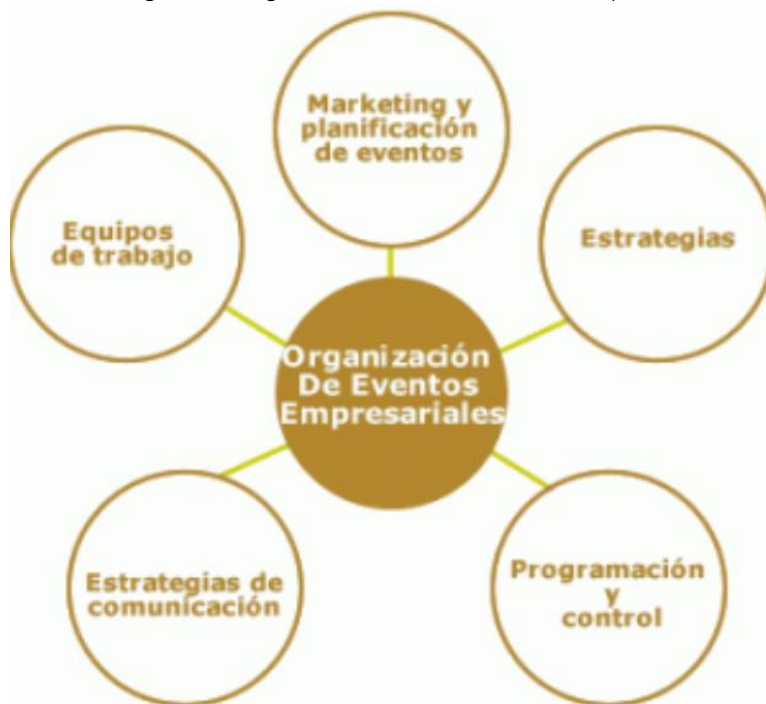 Marketing y
planificación
de eventos
Equipos
de trabajo
Estrategias
Organización
De Eventos
Empresariales
Estrategias de
comunicación
Programación
y
control